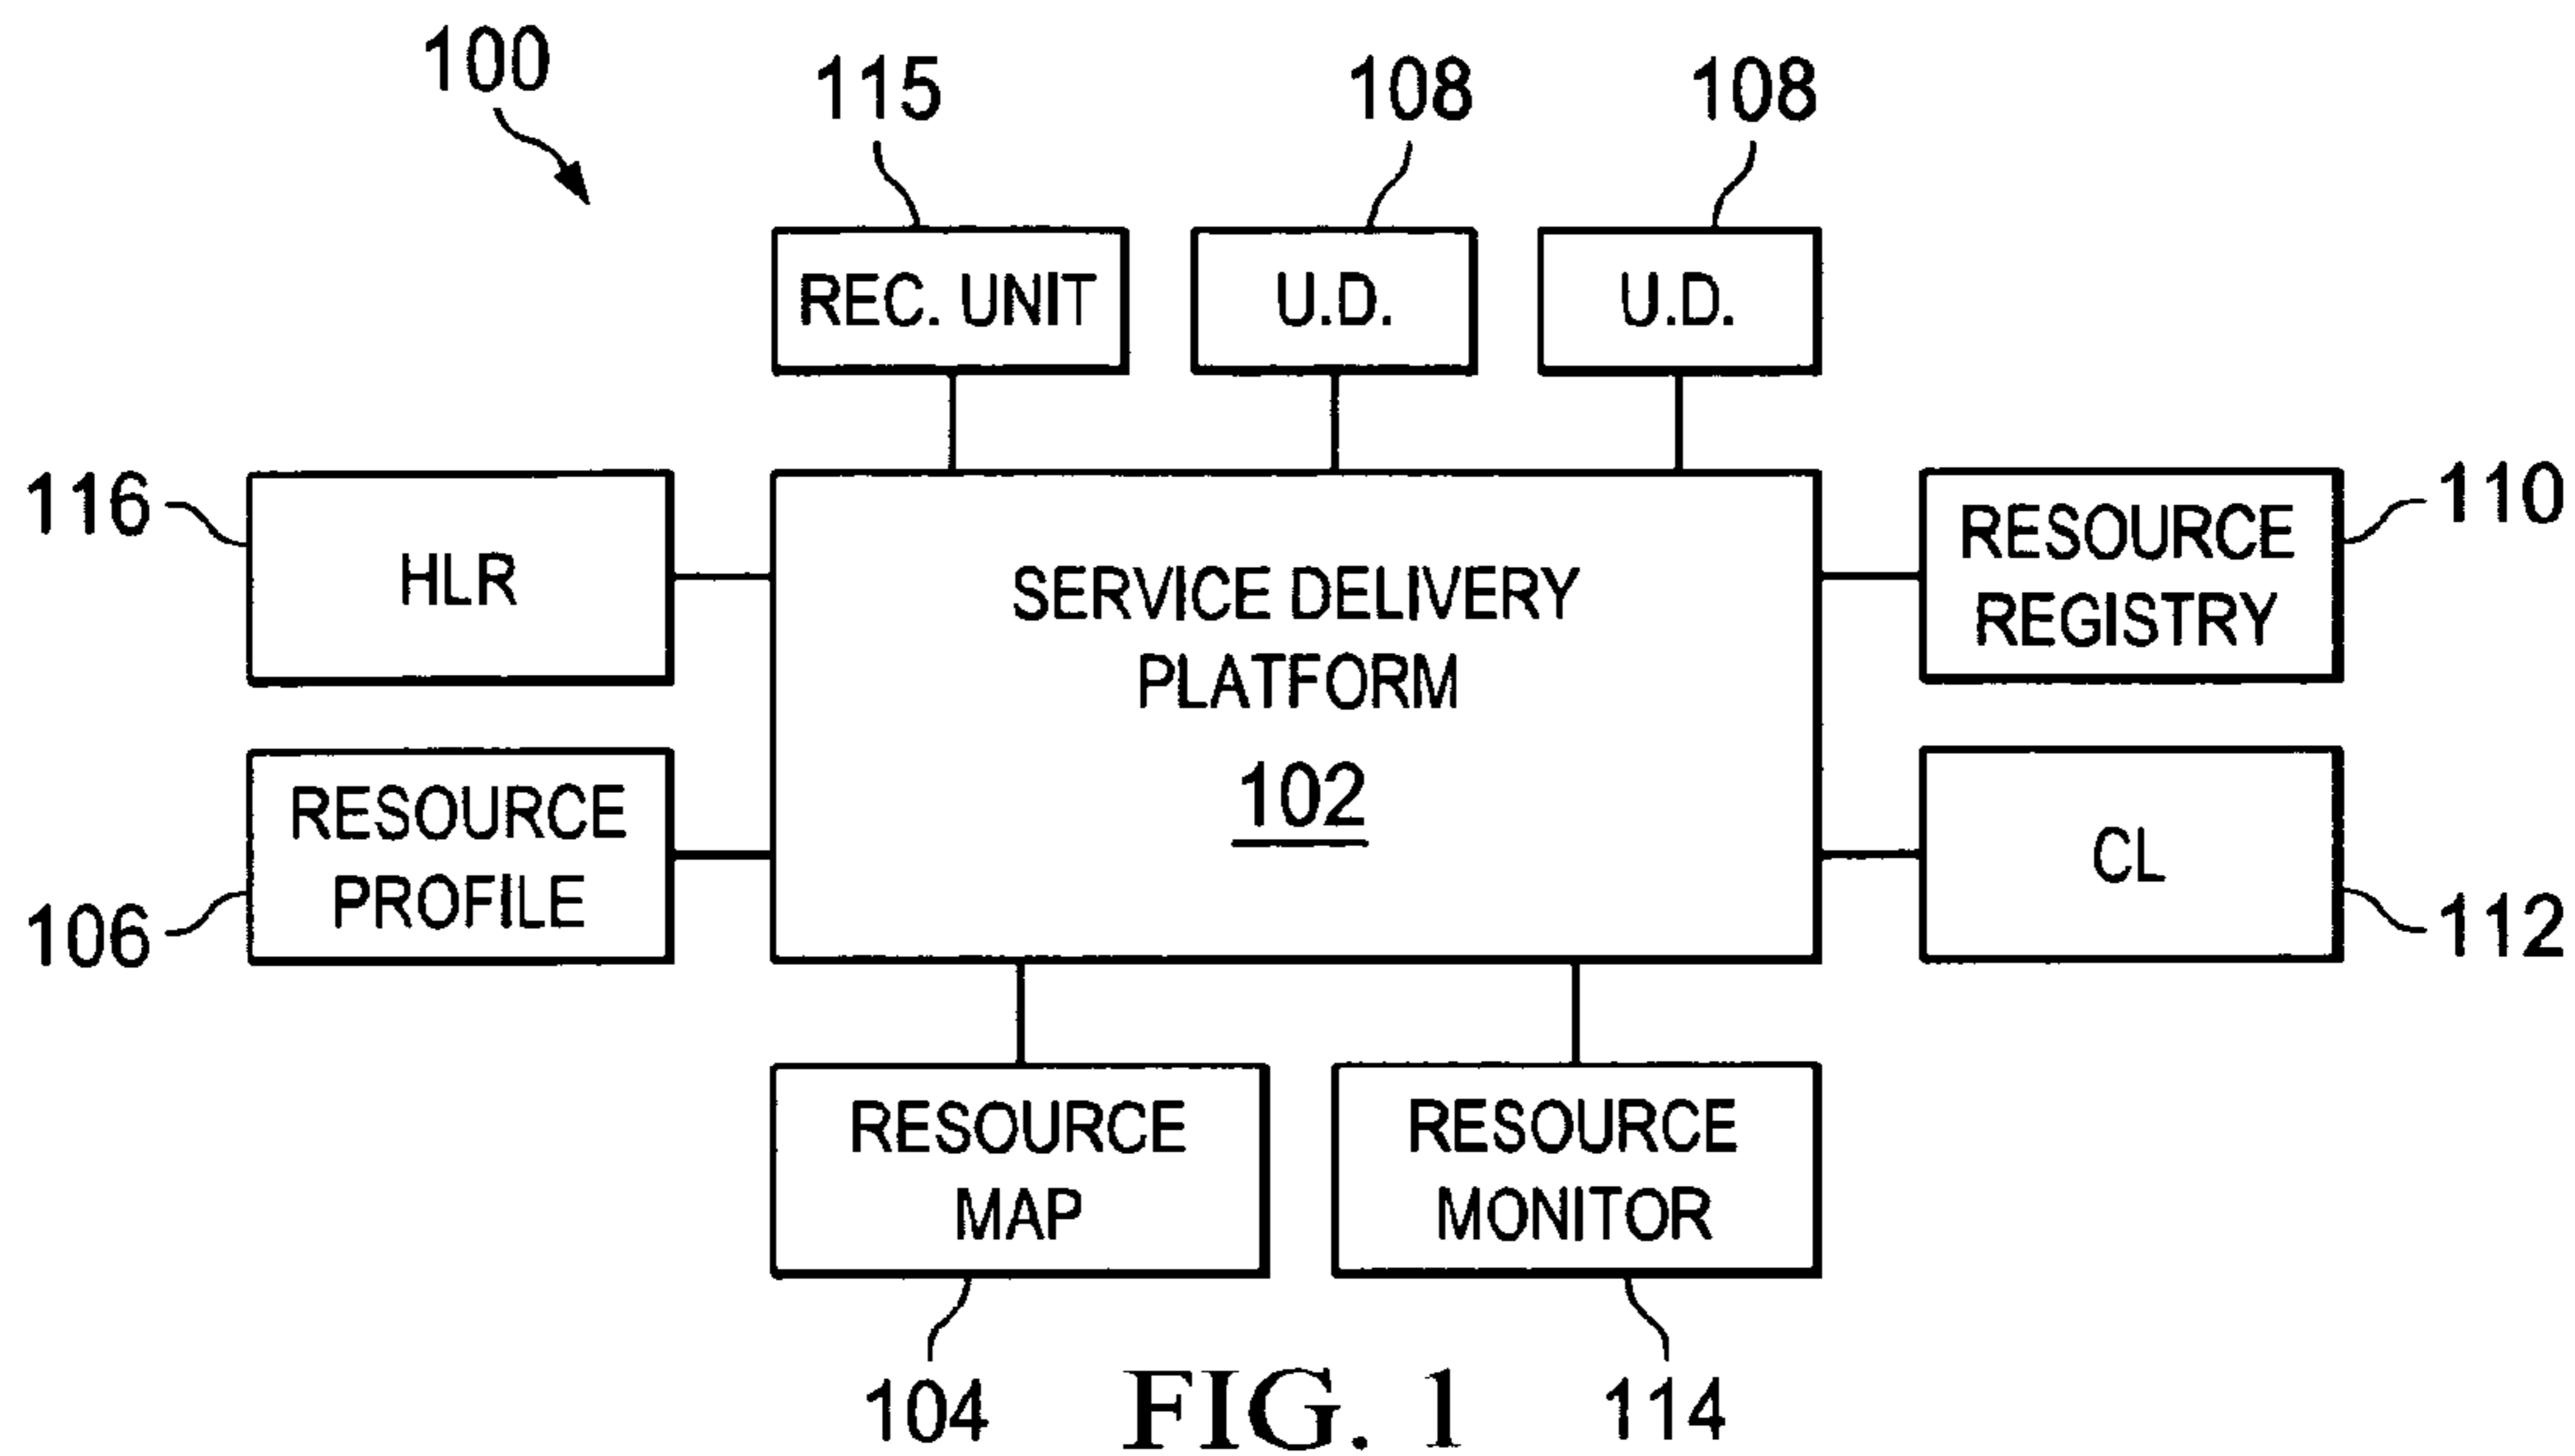 100
115
108
108
REC. UNIT
U.D.
U.D.
116
HLR
SERVICE DELIVERY
PLATFORM
102
RESOURCE
REGISTRY
110
RESOURCE
PROFILE
106
CL
112
RESOURCE
MAP
RESOURCE
MONITOR
104
114
FIG. 1